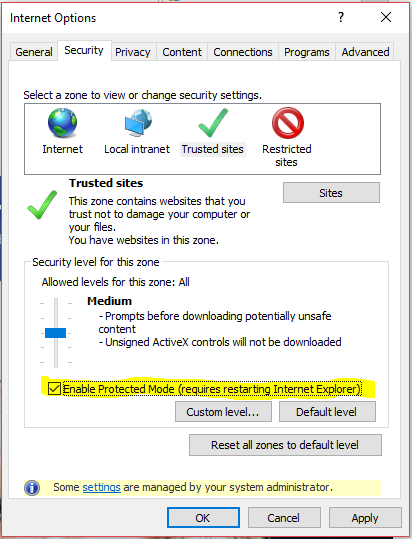 Internet Options
?
General Security Privacy Content Connections Programs Advanced
Select a zone to view or change security settings.
Internet Local intranet Trusted sites Restricted
sites
Trusted sites
Sites
This zone contains websites that you
trust not to damage your computer or
your files.
You have websites in this zone.
Security level for this zone
Allowed levels for this zone: All
Medium
- Prompts before downloading potentially unsafe
content
- Unsigned ActiveX controls will not be downloaded
Enable Protected Mode (requires restarting Internet Explorer)
Custom level... Default level
Reset all zones to default level
Some settings are managed by your system administrator.
OK Cancel Apply